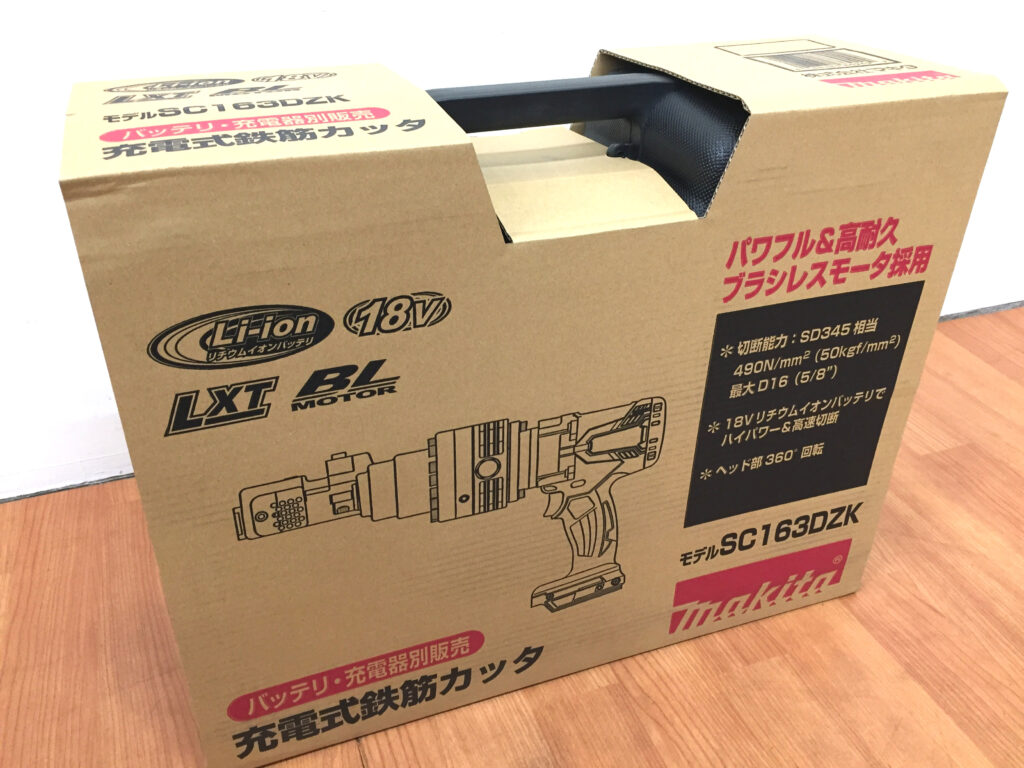 Li-ion
18V
LXT BL
モデルSC163DZK
バッテリ・充電器別販売
充電式鉄筋カッタ
makita
Li-ion
リチウムイオンバッテリ
18V
LXT
BL
MOTOR
パワフル&高耐久
ブラシレスモータ採用
＊切断能力：SD345 相当
490N/mm² (50kgf/mm²)
最大 D16 (5/8")
＊18V リチウムイオンバッテリで
ハイパワー&高速切断
＊ヘッド部 360° 回転
モデルSC163DZK
makita®
バッテリ・充電器別販売
充電式鉄筋カッタ